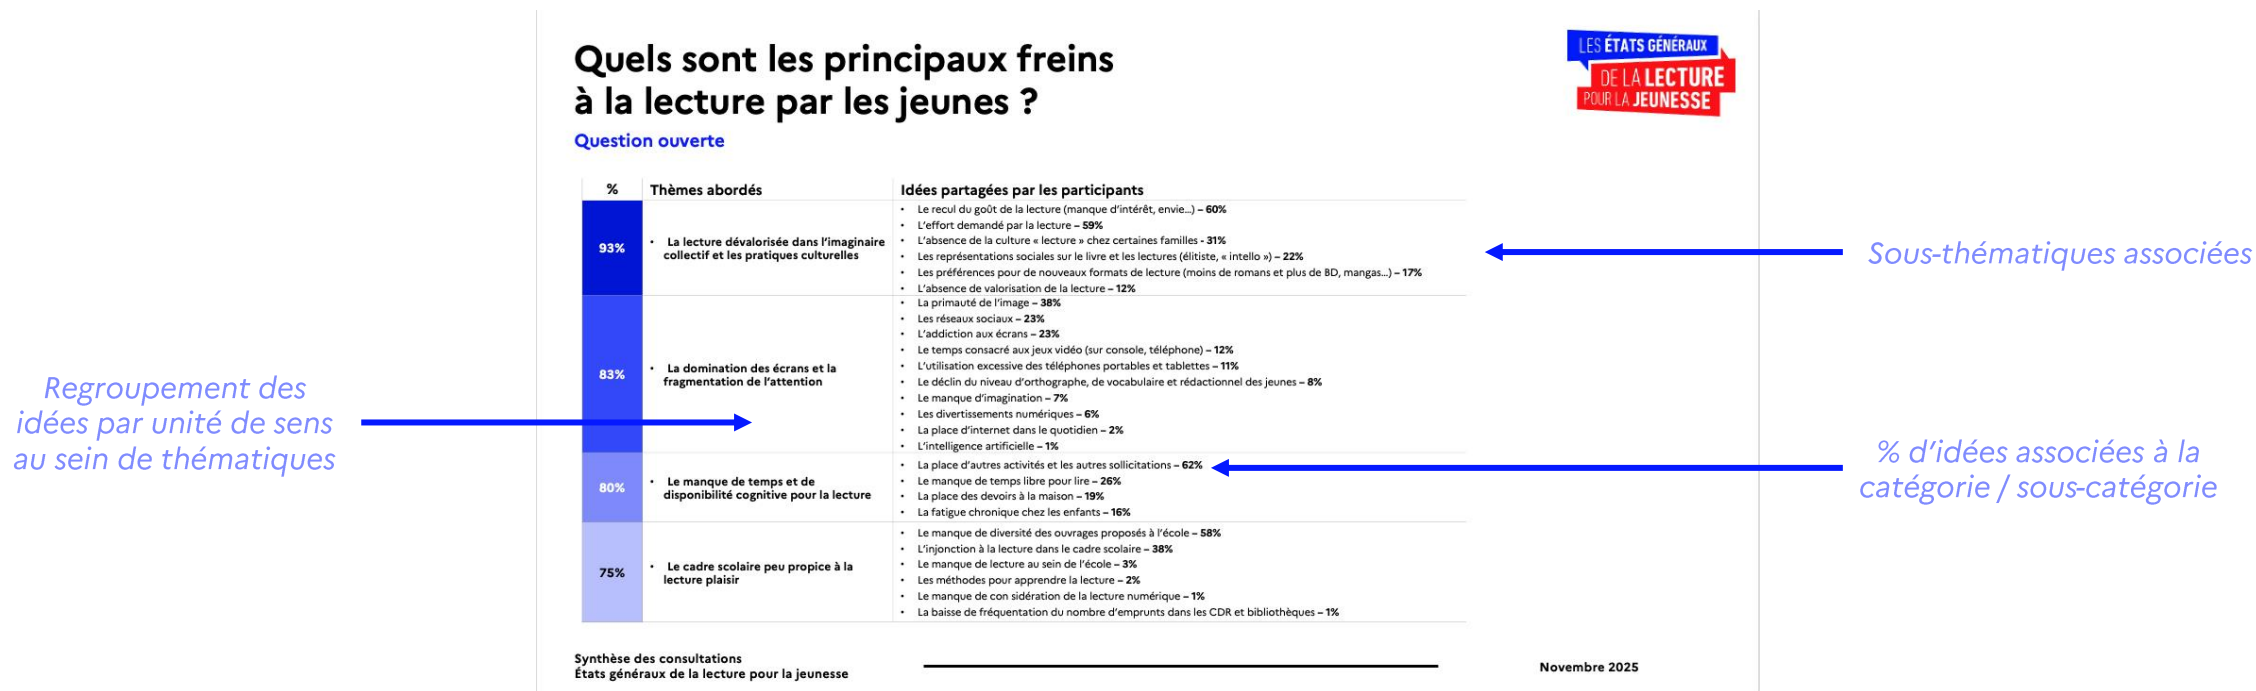 Quels sont les principaux freins
à la lecture par les jeunes ?
Question ouverte
LES ÉTATS GÉNÉRAUX
DE LA LECTURE
POUR LA JEUNESSE
% Thèmes abordés Idées partagées par les participants
93%
• La lecture dévalorisée dans l'imaginaire
collectif et les pratiques culturelles
• Le recul du goût de la lecture (manque d'intérêt, envie…) – 60%
• L'effort demandé par la lecture – 59%
• L'absence de la culture « lecture » chez certaines familles - 31%
• Les représentations sociales sur le livre et les lectures (élitiste, « intello ») – 22%
• Les préférences pour de nouveaux formats de lecture (moins de romans et plus de BD, mangas…) – 17%
• L'absence de valorisation de la lecture – 12%
83%
• La domination des écrans et la
fragmentation de l'attention
• La primauté de l'image – 38%
• Les réseaux sociaux – 23%
• L'addiction aux écrans – 23%
• Le temps consacré aux jeux vidéo (sur console, téléphone) – 12%
• L'utilisation excessive des téléphones portables et tablettes – 11%
• Le déclin du niveau d'orthographe, de vocabulaire et rédactionnel des jeunes – 8%
• Le manque d'imagination – 7%
• Les divertissements numériques – 6%
• La place d'internet dans le quotidien – 2%
• L'intelligence artificielle – 1%
80%
• Le manque de temps et de
disponibilité cognitive pour la lecture
• La place d'autres activités et les autres sollicitations – 62%
• Le manque de temps libre pour lire – 26%
• La place des devoirs à la maison – 19%
• La fatigue chronique chez les enfants – 16%
75%
• Le cadre scolaire peu propice à la
lecture plaisir
• Le manque de diversité des ouvrages proposés à l'école – 58%
• L'injonction à la lecture dans le cadre scolaire – 38%
• Le manque de lecture au sein de l'école – 3%
• Les méthodes pour apprendre la lecture – 2%
• Le manque de con sidération de la lecture numérique – 1%
• La baisse de fréquentation du nombre d'emprunts dans les CDR et bibliothèques – 1%
Synthèse des consultations
États généraux de la lecture pour la jeunesse
Novembre 2025
Regroupement des
idées par unité de sens
au sein de thématiques
Sous-thématiques associées
% d'idées associées à la
catégorie / sous-catégorie